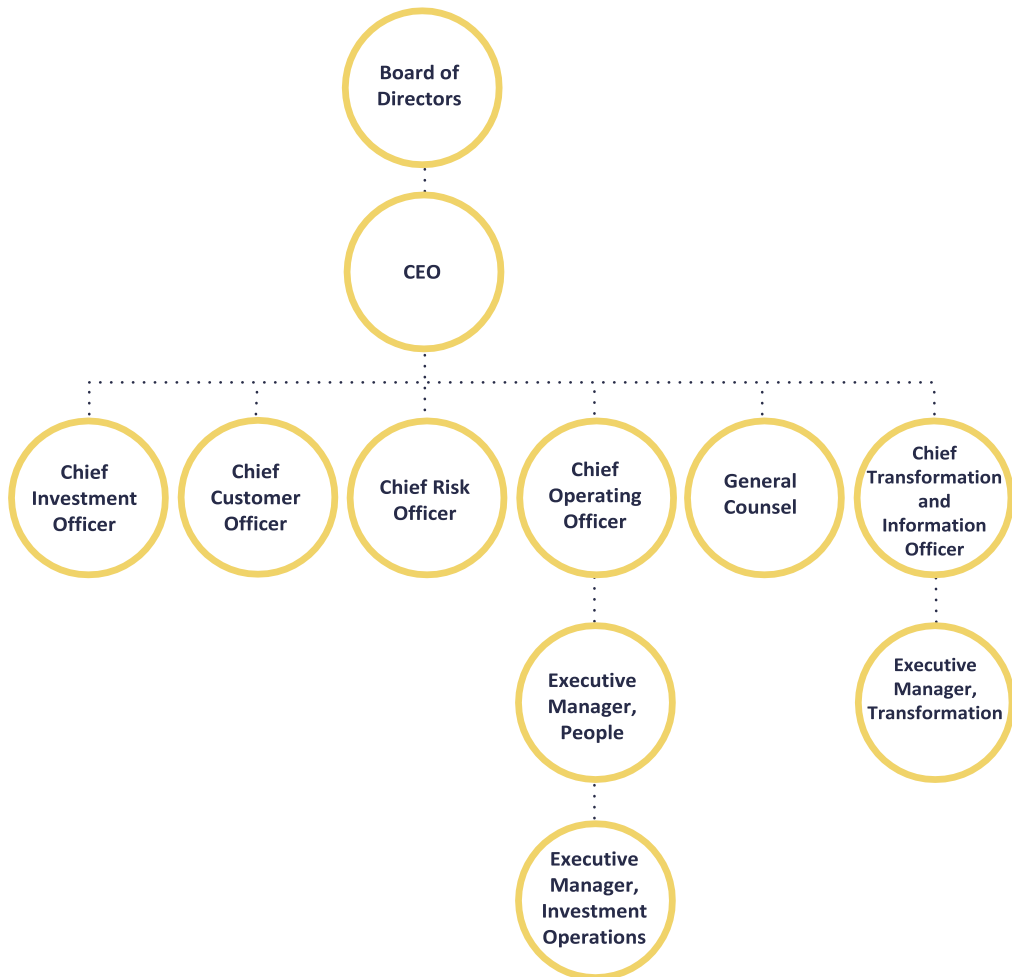 Board of
Directors
CEO
Chief
Investment
Officer
Chief
Customer
Officer
Chief Risk
Officer
Chief
Operating
Officer
General
Counsel
Chief
Transformation
and
Information
Officer
Executive
Manager,
People
Executive
Manager,
Transformation
Executive
Manager,
Investment
Operations